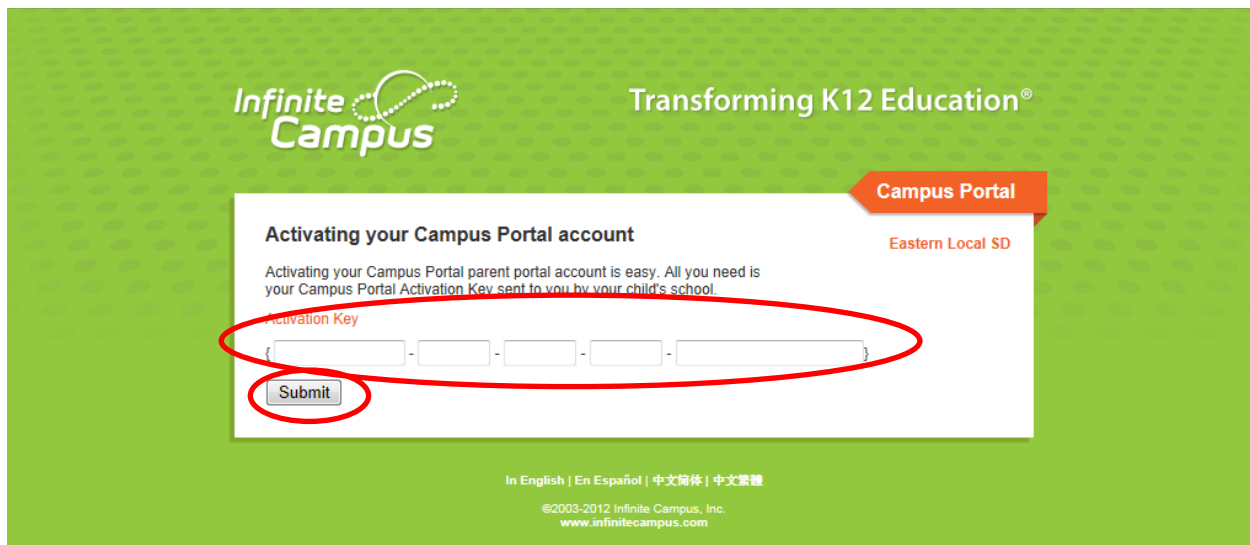 Infinite
Campus
Transforming K12 Education®
Campus Portal
Activating your Campus Portal account
Eastern Local SD
Activating your Campus Portal parent portal account is easy. All you need is
your Campus Portal Activation Key sent to you by your child's school.
Activation Key
{ - - - - }
Submit
In English | En Español | 中文简体 | 中文繁體
©2003-2012 Infinite Campus, Inc.
www.infinitecampus.com